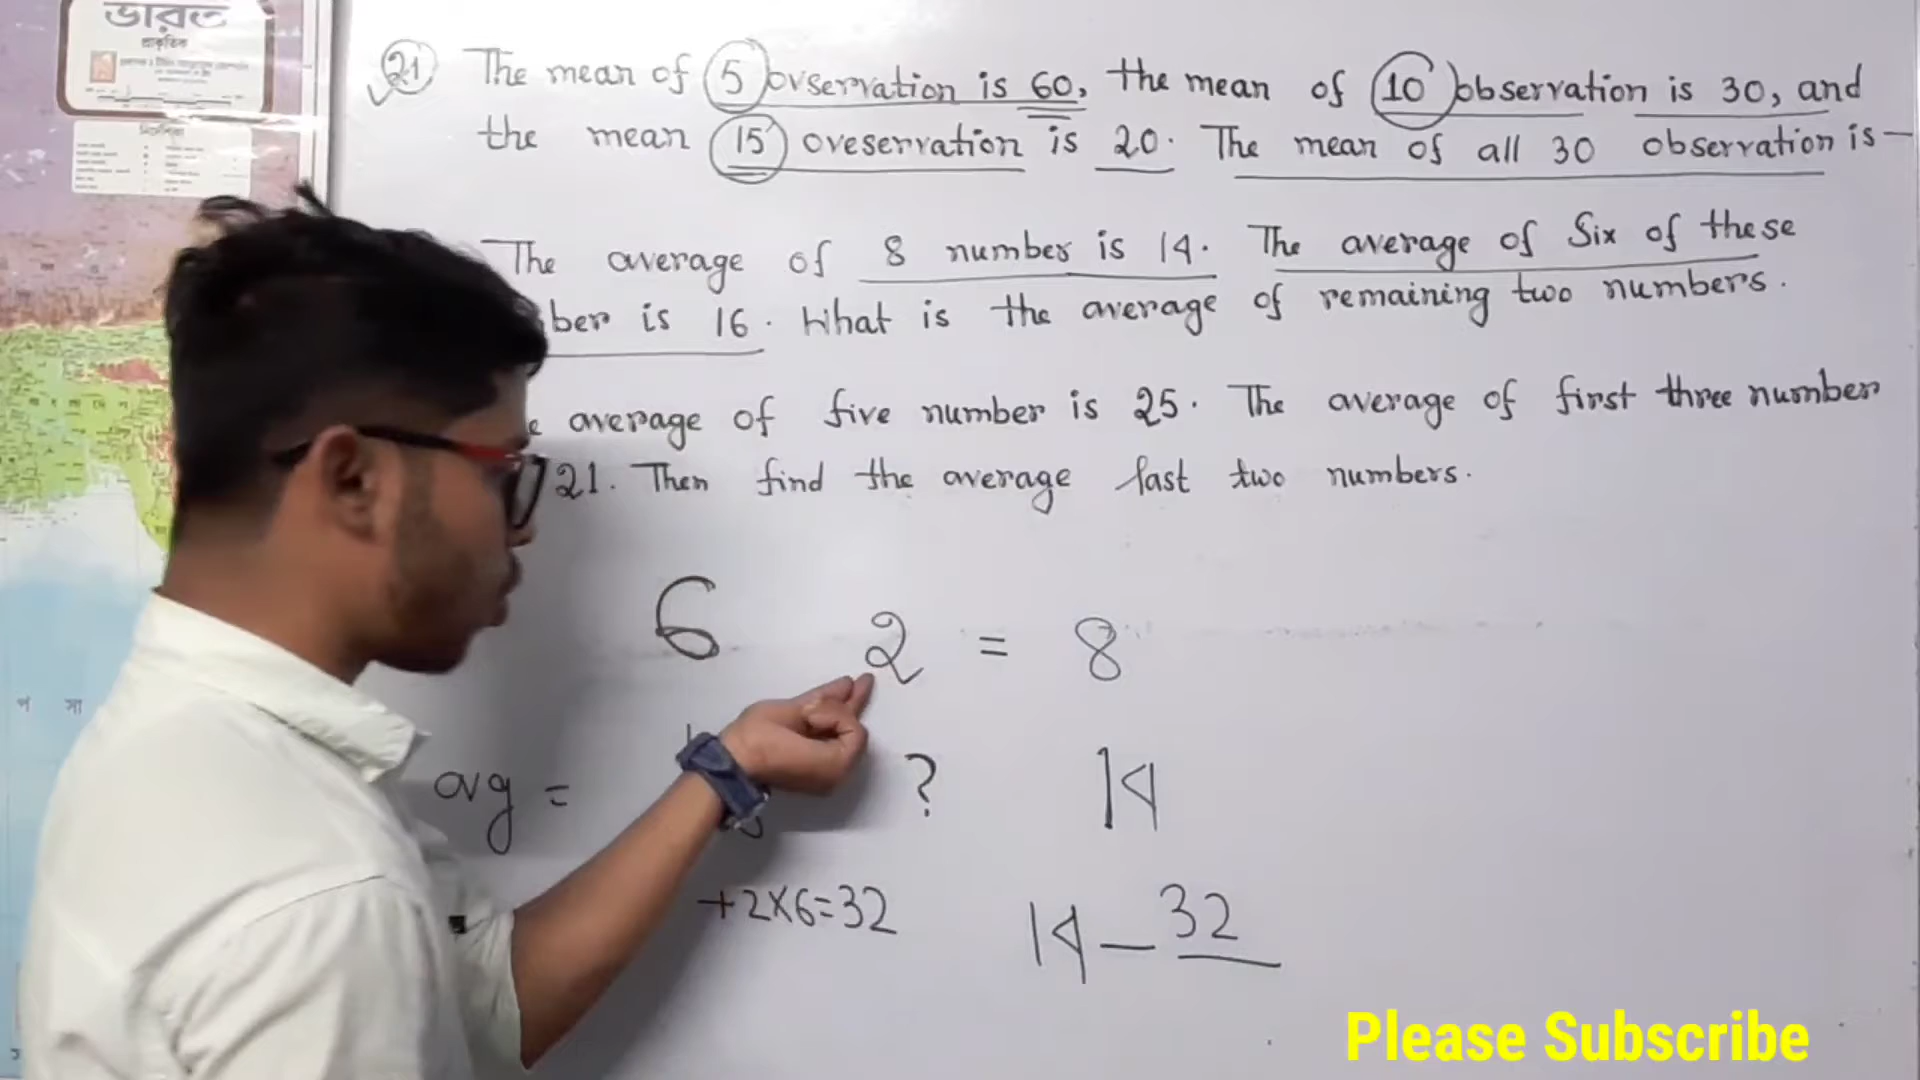 ভারত
প্রাকৃতিক
21 The mean of 5 ovservation is 60, the mean of 10 observation is 30, and
the mean 15 oveservation is 20. The mean of all 30 observation is —
The average of 8 number is 14. The average of Six of these
ber is 16. What is the average of remaining two numbers.
e average of five number is 25. The average of first three number
21. Then find the average last two numbers.
6 2 = 8
avg = ? 14
+2×6=32 14 — 32
Please Subscribe